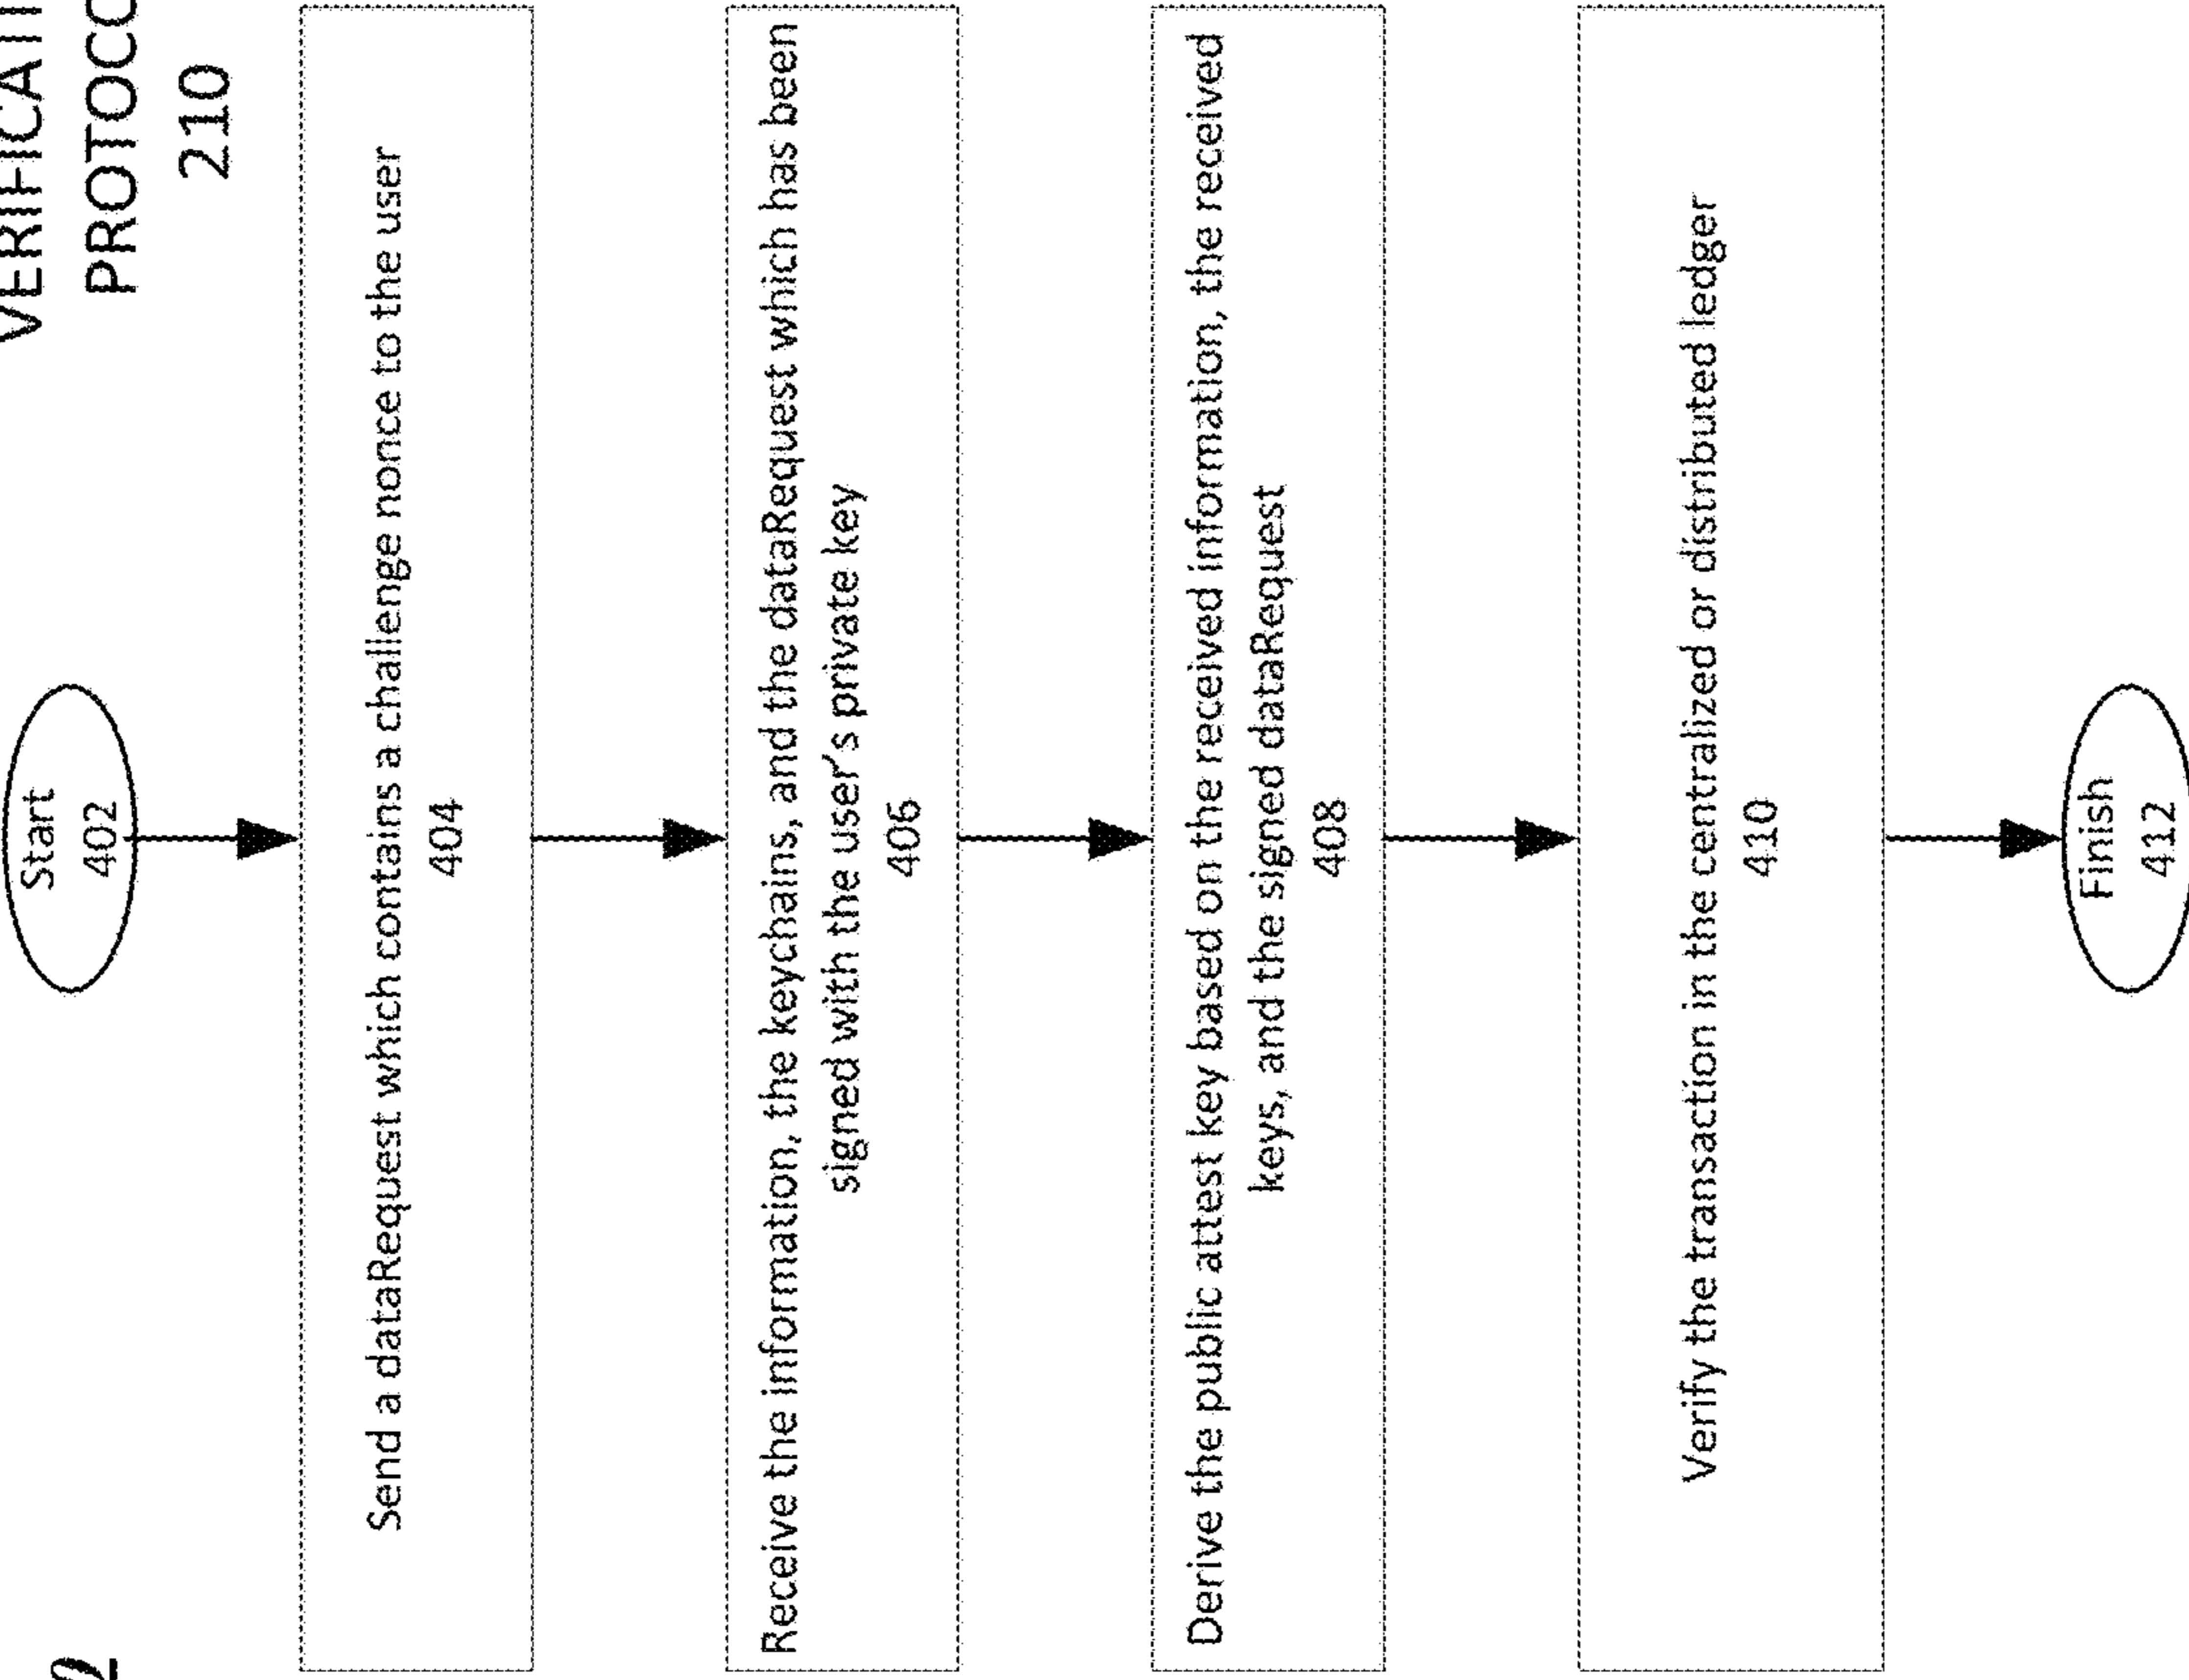 210
Start
402
Send a dataRequest which contains a challenge nonce to the user
404
Receive the information, the keychains, and the dataRequest which has been
signed with the user's private key
406
Derive the public attest key based on the received information, the received
keys, and the signed dataRequest
408
Verify the transaction in the centralized or distributed ledger
410
Finish
412